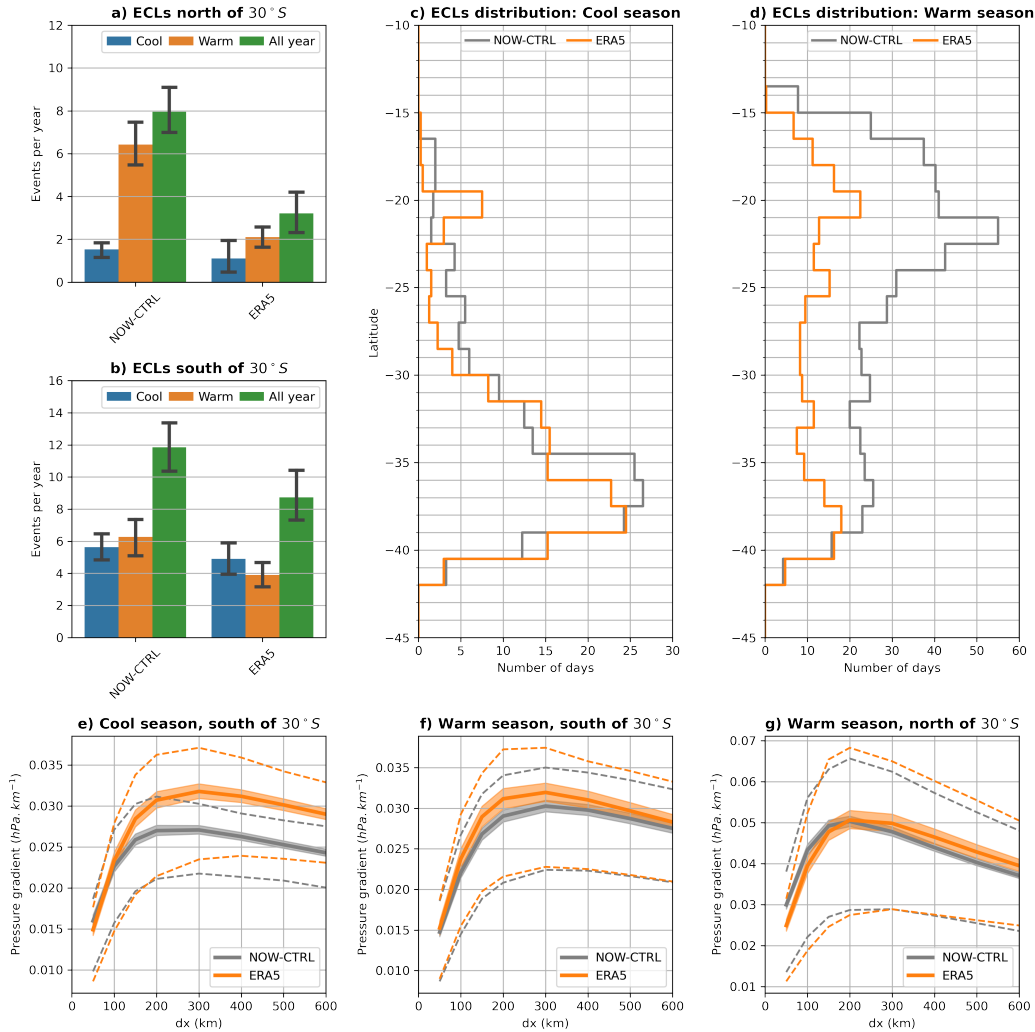 a) ECLs north of 30°S
12
10
8
6
4
2
0
Events per year
Cool Warm All year
NOW-CTRL
ERA5
b) ECLs south of 30°S
16
14
12
10
8
6
4
2
0
Events per year
Cool Warm All year
NOW-CTRL
ERA5
c) ECLs distribution: Cool season
NOW-CTRL ERA5
−10
−15
−20
−25
−30
−35
−40
−45
Latitude
0 5 10 15 20 25 30
Number of days
d) ECLs distribution: Warm season
NOW-CTRL ERA5
−10
−15
−20
−25
−30
−35
−40
−45
0 10 20 30 40 50 60
Number of days
e) Cool season, south of 30°S
0.035
0.030
0.025
0.020
0.015
0.010
Pressure gradient (hPa. km⁻¹)
NOW-CTRL
ERA5
0 100 200 300 400 500 600
dx (km)
f) Warm season, south of 30°S
0.035
0.030
0.025
0.020
0.015
0.010
Pressure gradient (hPa. km⁻¹)
NOW-CTRL
ERA5
0 100 200 300 400 500 600
dx (km)
g) Warm season, north of 30°S
0.07
0.06
0.05
0.04
0.03
0.02
0.01
Pressure gradient (hPa. km⁻¹)
NOW-CTRL
ERA5
0 100 200 300 400 500 600
dx (km)